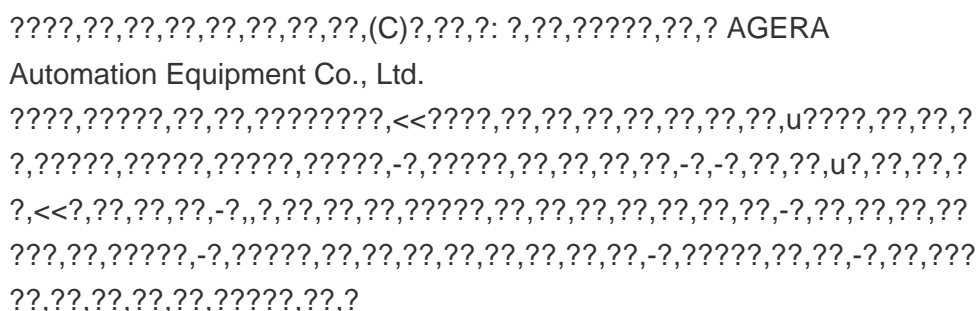 ????,??,??,??,??,??,??,??,(C)?,??,?: ?,??,?????,??,? AGERA
Automation Equipment Co., Ltd.
????,?????,??,??,????????,<<????,??,??,??,??,??,??,??,u????,??,??,?
?,?????,?????,?????,?????,-?,?????,??,??,??,??,-?,-?,??,??,u?,??,??,?
?,<<?,??,??,??,-?,,?,??,??,??,?????,??,??,??,??,??,??,??,-?,??,??,??,??
???,??,?????,-?,?????,??,??,??,??,??,??,??,??,-?,?????,??,??,-?,??,???
??,??,??,??,??,?????,??,?